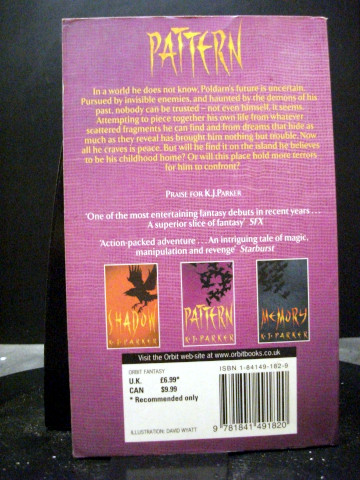 PATTERN
In a world he does not know, Poldarn's future is uncertain.
Pursued by invisible enemies, and haunted by the demons of his
past, nobody can be trusted – not even himself, it seems.
Attempting to piece together his own life from whatever
scattered fragments he can find and from dreams that hide as
much as they reveal has brought him nothing but trouble. Now
all he craves is peace. But will he find it on the island he believes
to be his childhood home? Or will this place hold more terrors
for him to confront?
PRAISE FOR K.J.PARKER
'One of the most entertaining fantasy debuts in recent years . . .
A superior slice of fantasy' SFX
'Action-packed adventure . . . An intriguing tale of magic,
manipulation and revenge' Starburst
SHADOW
K·J·PARKER
PATTERN
K·J·PARKER
MEMORY
K·J·PARKER
Visit the Orbit web-site at www.orbitbooks.co.uk
ORBIT FANTASY
U.K. £6.99*
CAN $9.99
* Recommended only
ILLUSTRATION: DAVID WYATT
ISBN 1-84149-182-9
9 781841 491820